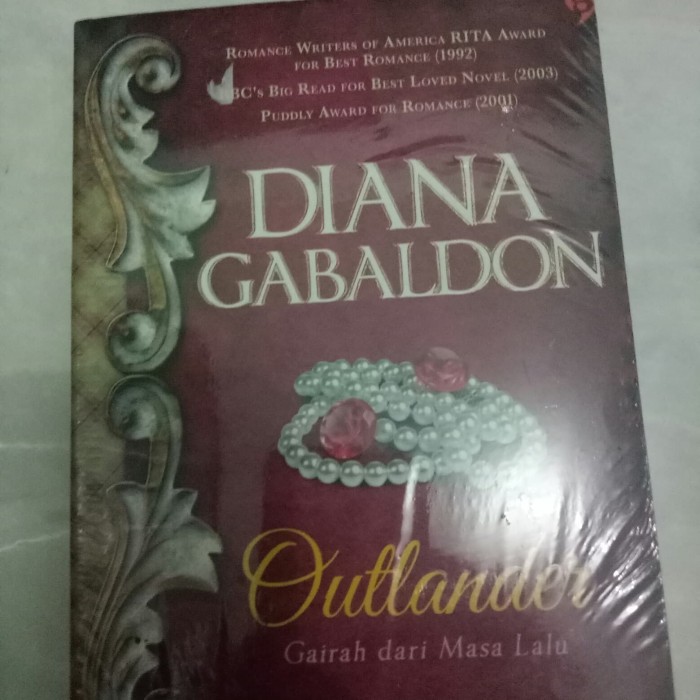 Romance Writers of America RITA Award
for Best Romance (1992)
BC's Big Read for Best Loved Novel (2003)
Puddly Award for Romance (2001)
DIANA
GABALDON
Outlander
Gairah dari Masa Lalu